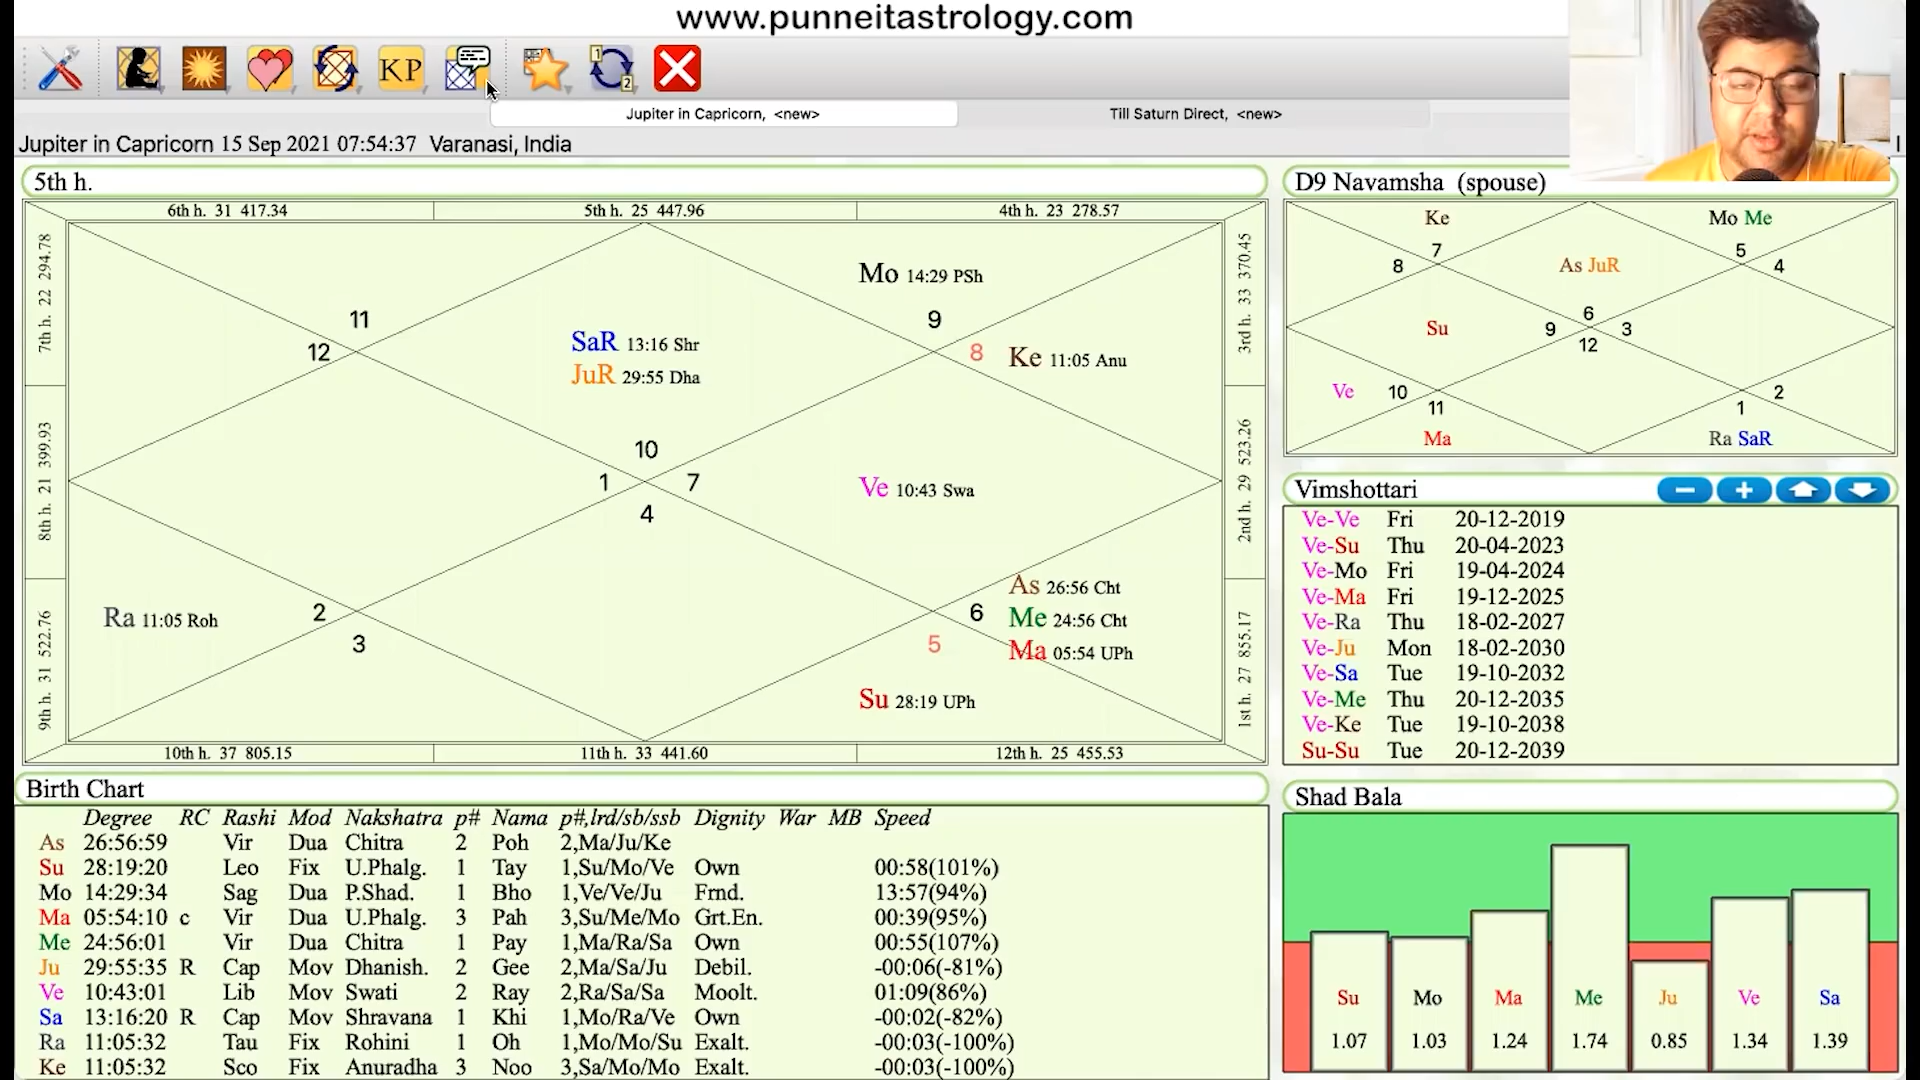 www.punneitastrology.com
KP
1
2
Jupiter in Capricorn, <new>
Till Saturn Direct, <new>
Jupiter in Capricorn 15 Sep 2021 07:54:37 Varanasi, India
5th h.
6th h. 31 417.34
5th h. 25 447.96
4th h. 23 278.57
7th h. 22 294.78
8th h. 21 399.93
9th h. 31 522.76
3rd h. 33 370.45
2nd h. 29 523.26
1st h. 27 855.17
Mo 14:29 PSh
11
9
12
SaR 13:16 Shr
8
Ke 11:05 Anu
JuR 29:55 Dha
10
1
7
Ve 10:43 Swa
4
As 26:56 Cht
Ra 11:05 Roh
2
6
Me 24:56 Cht
3
5
Ma 05:54 UPh
Su 28:19 UPh
10th h. 37 805.15
11th h. 33 441.60
12th h. 25 455.53
D9 Navamsha (spouse)
Ke
Mo Me
7
5
8
As JuR
4
6
Su
9
3
12
Ve
10
2
11
1
Ma
Ra SaR
Vimshottari
Ve-Ve Fri 20-12-2019
Ve-Su Thu 20-04-2023
Ve-Mo Fri 19-04-2024
Ve-Ma Fri 19-12-2025
Ve-Ra Thu 18-02-2027
Ve-Ju Mon 18-02-2030
Ve-Sa Tue 19-10-2032
Ve-Me Thu 20-12-2035
Ve-Ke Tue 19-10-2038
Su-Su Tue 20-12-2039
Birth Chart
Degree RC Rashi Mod Nakshatra p# Nama p#,lrd/sb/ssb Dignity War MB Speed
As 26:56:59 Vir Dua Chitra 2 Poh 2,Ma/Ju/Ke
Su 28:19:20 Leo Fix U.Phalg. 1 Tay 1,Su/Mo/Ve Own 00:58(101%)
Mo 14:29:34 Sag Dua P.Shad. 1 Bho 1,Ve/Ve/Ju Frnd. 13:57(94%)
Ma 05:54:10 c Vir Dua U.Phalg. 3 Pah 3,Su/Me/Mo Grt.En. 00:39(95%)
Me 24:56:01 Vir Dua Chitra 1 Pay 1,Ma/Ra/Sa Own 00:55(107%)
Ju 29:55:35 R Cap Mov Dhanish. 2 Gee 2,Ma/Sa/Ju Debil. -00:06(-81%)
Ve 10:43:01 Lib Mov Swati 2 Ray 2,Ra/Sa/Sa Moolt. 01:09(86%)
Sa 13:16:20 R Cap Mov Shravana 1 Khi 1,Mo/Ra/Ve Own -00:02(-82%)
Ra 11:05:32 Tau Fix Rohini 1 Oh 1,Mo/Mo/Su Exalt. -00:03(-100%)
Ke 11:05:32 Sco Fix Anuradha 3 Noo 3,Sa/Mo/Mo Exalt. -00:03(-100%)
Shad Bala
Su Mo Ma Me Ju Ve Sa
1.07 1.03 1.24 1.74 0.85 1.34 1.39